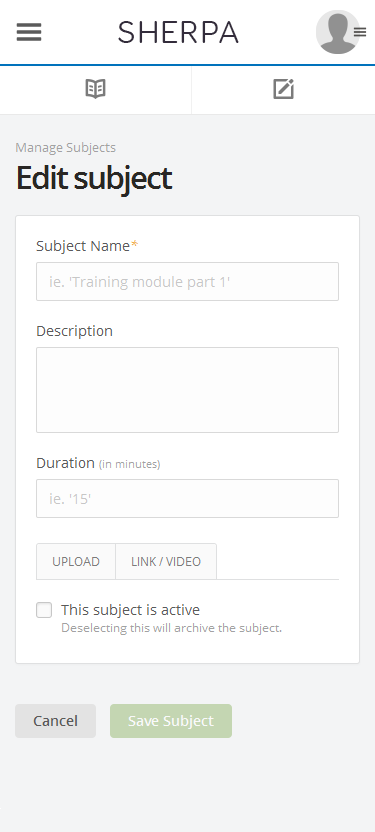 SHERPA
Manage Subjects
Edit subject
Subject Name*
ie. 'Training module part 1'
Description
Duration (in minutes)
ie. '15'
UPLOAD
LINK / VIDEO
This subject is active
Deselecting this will archive the subject.
Cancel
Save Subject